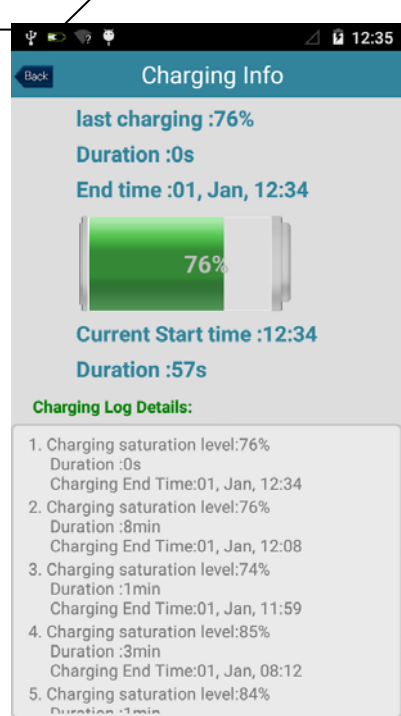 12:35
Back
Charging Info
last charging :76%
Duration :0s
End time :01, Jan, 12:34
76%
Current Start time :12:34
Duration :57s
Charging Log Details:
1. Charging saturation level:76%
Duration :0s
Charging End Time:01, Jan, 12:34
2. Charging saturation level:76%
Duration :8min
Charging End Time:01, Jan, 12:08
3. Charging saturation level:74%
Duration :1min
Charging End Time:01, Jan, 11:59
4. Charging saturation level:85%
Duration :3min
Charging End Time:01, Jan, 08:12
5. Charging saturation level:84%
Duration :1min